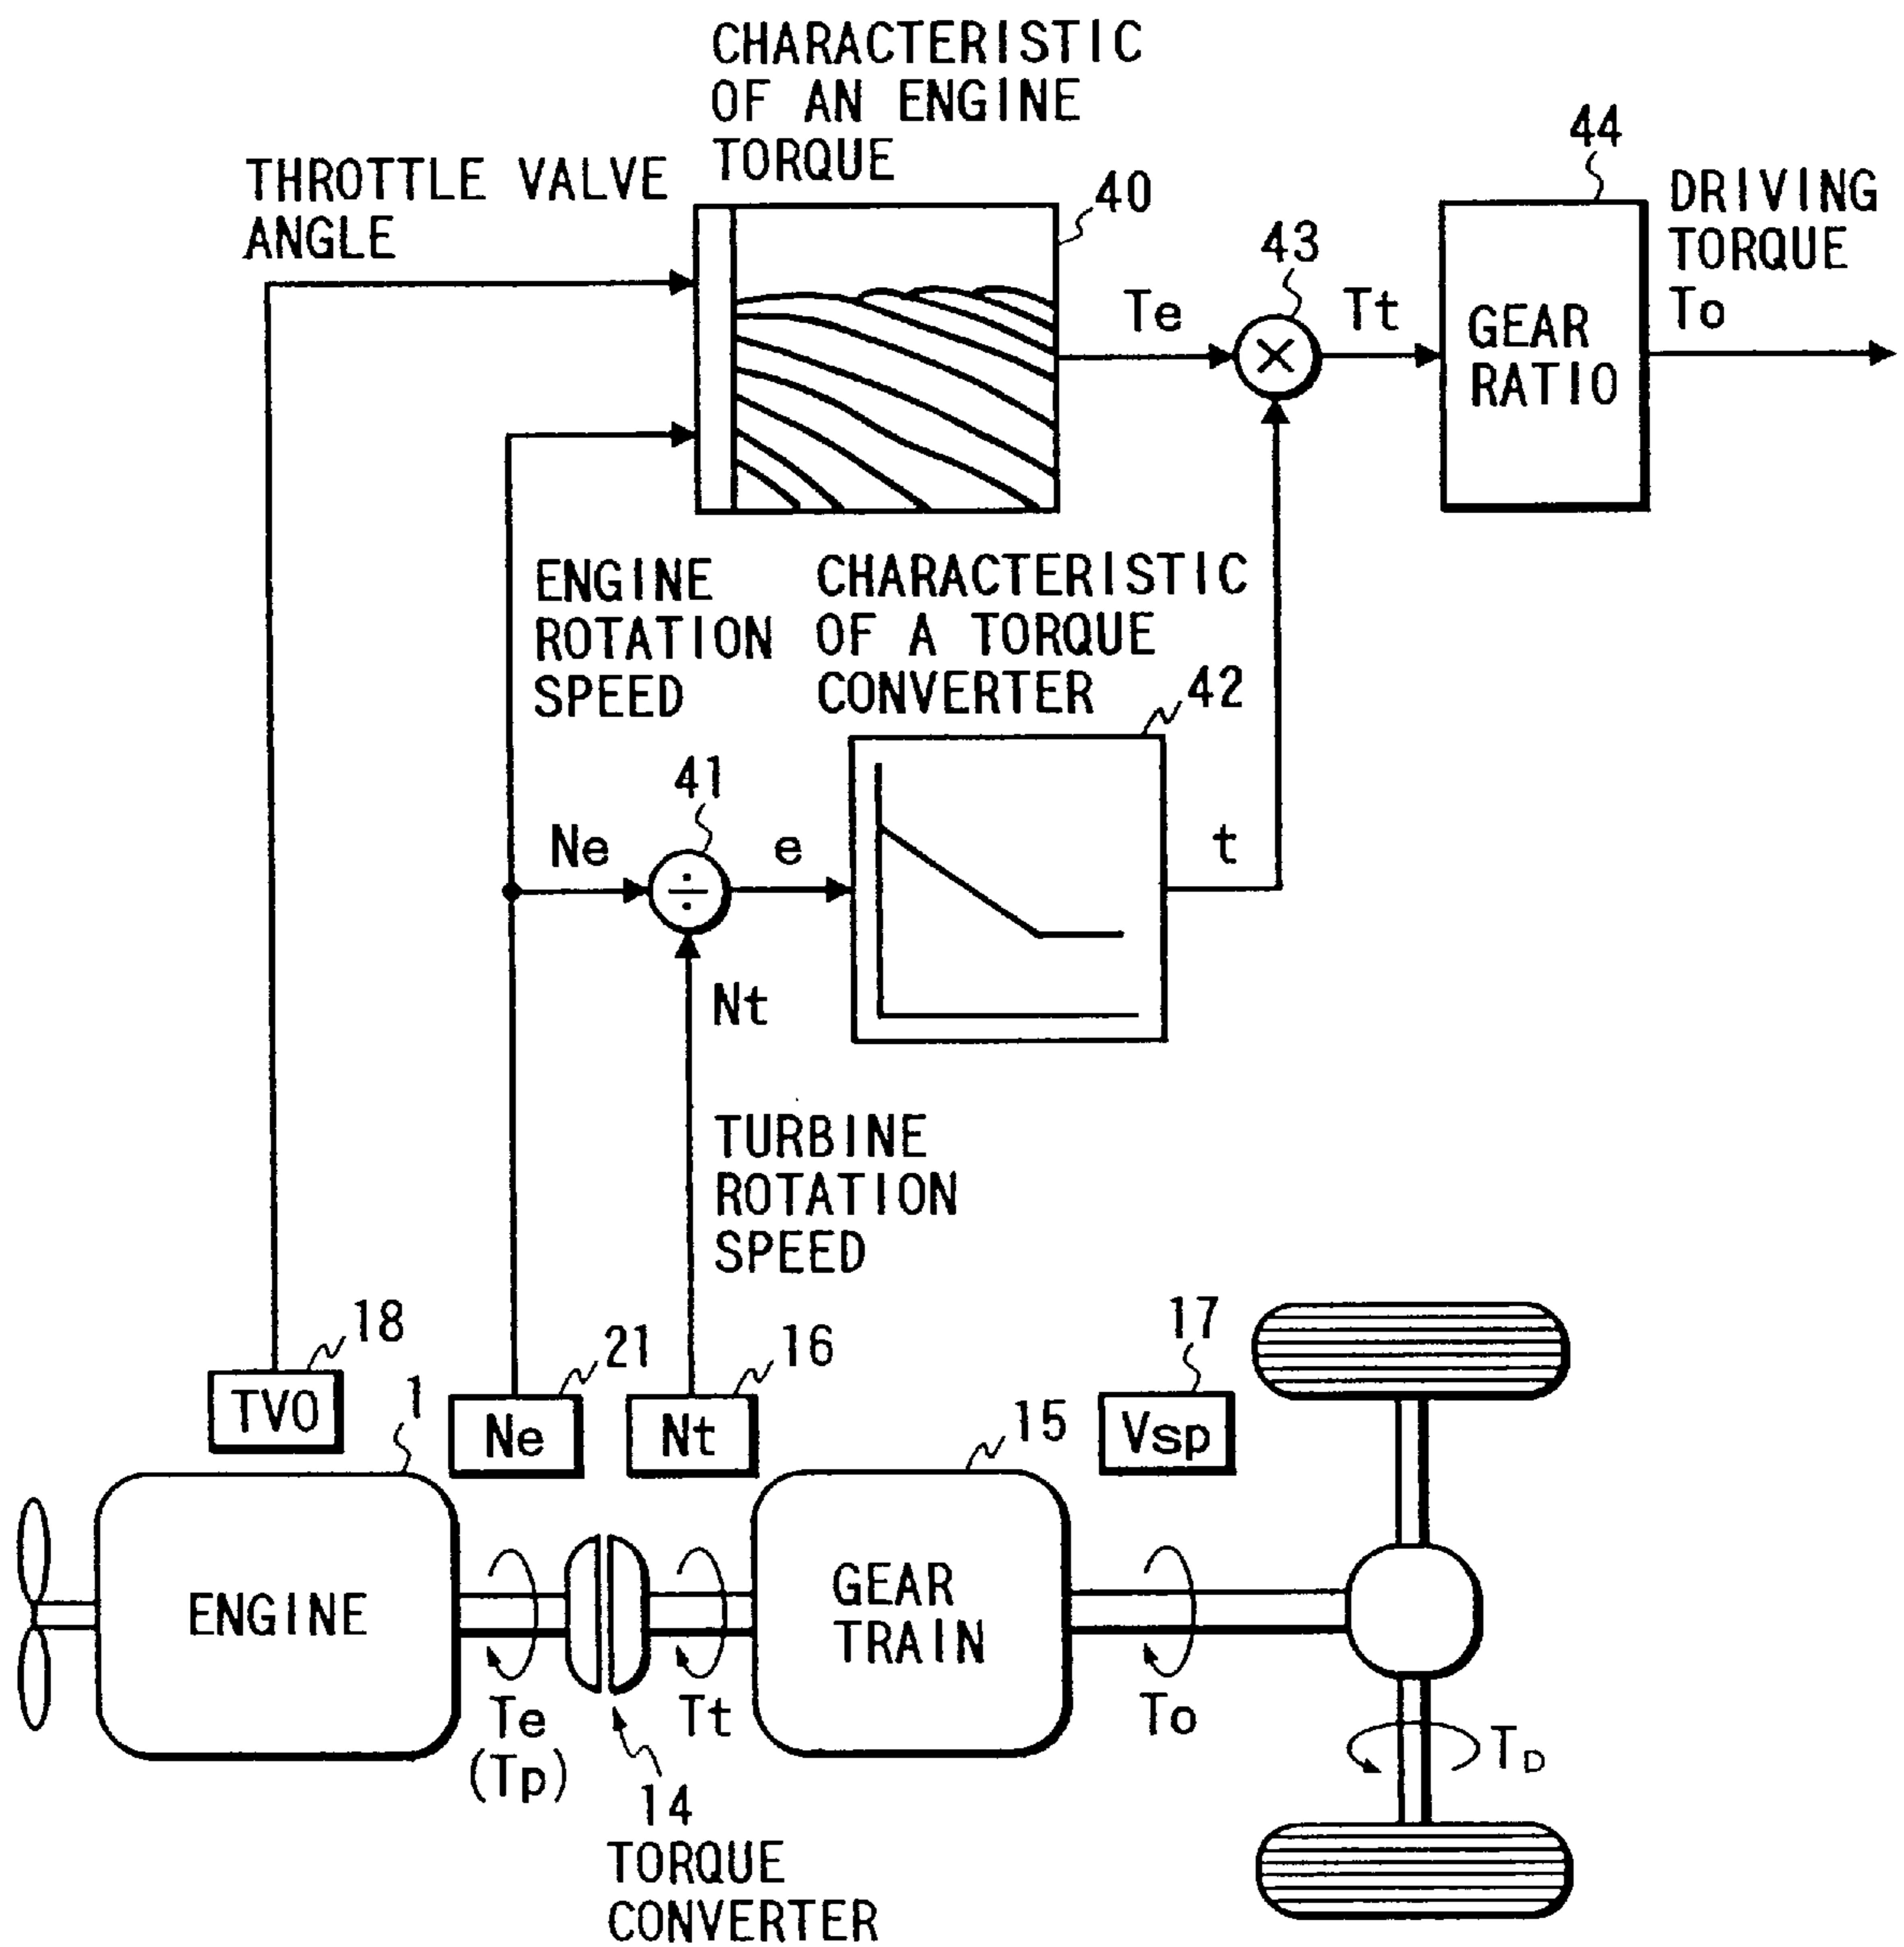 CHARACTERISTIC
OF AN ENGINE
TORQUE
THROTTLE VALVE
ANGLE
40
44
43
DRIVING
TORQUE
To
Te
Tt
GEAR
RATIO
ENGINE
ROTATION
SPEED
CHARACTERISTIC
OF A TORQUE
CONVERTER
42
41
Ne
÷
e
t
×
Nt
TURBINE
ROTATION
SPEED
18
TVO
1
21
Ne
16
Nt
15
17
Vsp
ENGINE
GEAR
TRAIN
Te
(Tp)
Tt
To
TD
14
TORQUE
CONVERTER